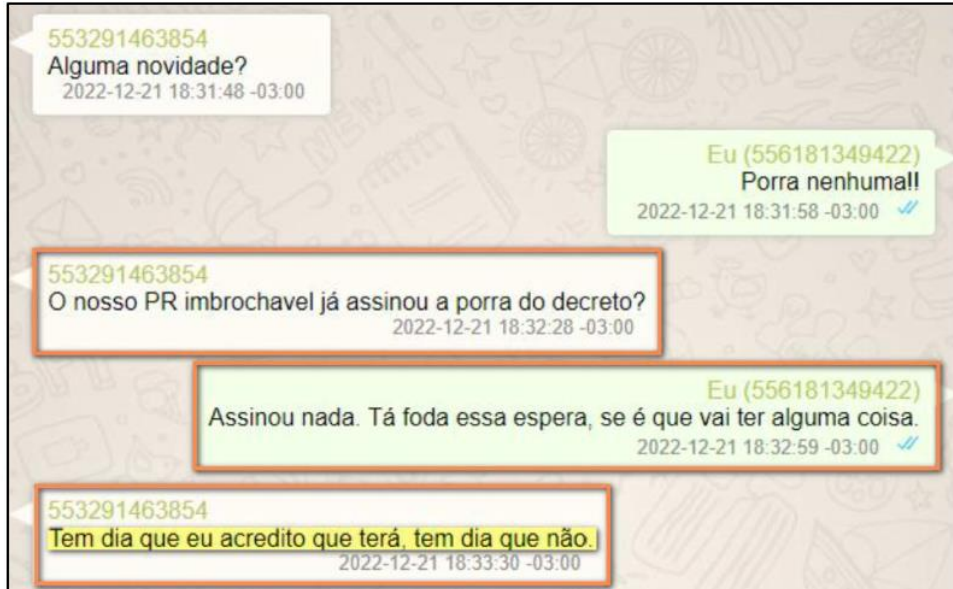 553291463854
Alguma novidade?
2022-12-21 18:31:48 -03:00
Eu (556181349422)
Porra nenhuma!!
2022-12-21 18:31:58 -03:00
553291463854
O nosso PR imbrochavel já assinou a porra do decreto?
2022-12-21 18:32:28 -03:00
Eu (556181349422)
Assinou nada. Tá foda essa espera, se é que vai ter alguma coisa.
2022-12-21 18:32:59 -03:00
553291463854
Tem dia que eu acredito que terá, tem dia que não.
2022-12-21 18:33:30 -03:00